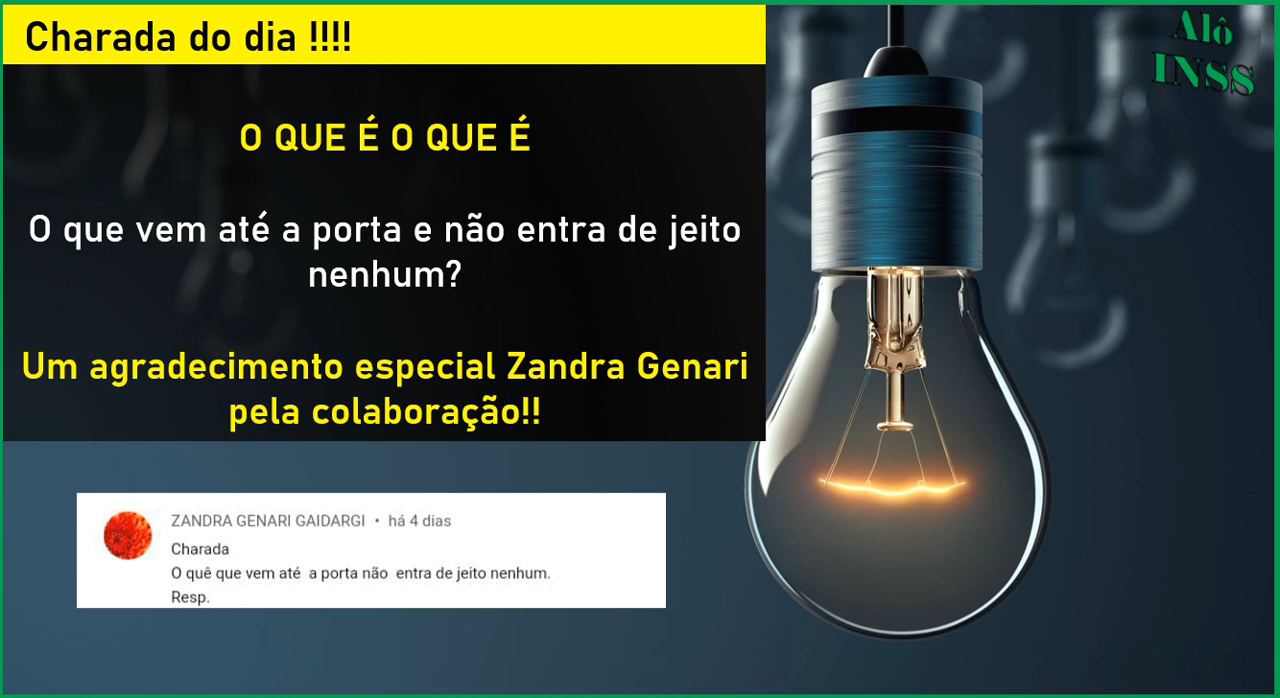 Charada do dia !!!!
Alô
INSS
O QUE É O QUE É
O que vem até a porta e não entra de jeito
nenhum?
Um agradecimento especial Zandra Genari
pela colaboração!!
ZANDRA GENARI GAIDARGI • há 4 dias
Charada
O quê que vem até a porta não entra de jeito nenhum.
Resp.